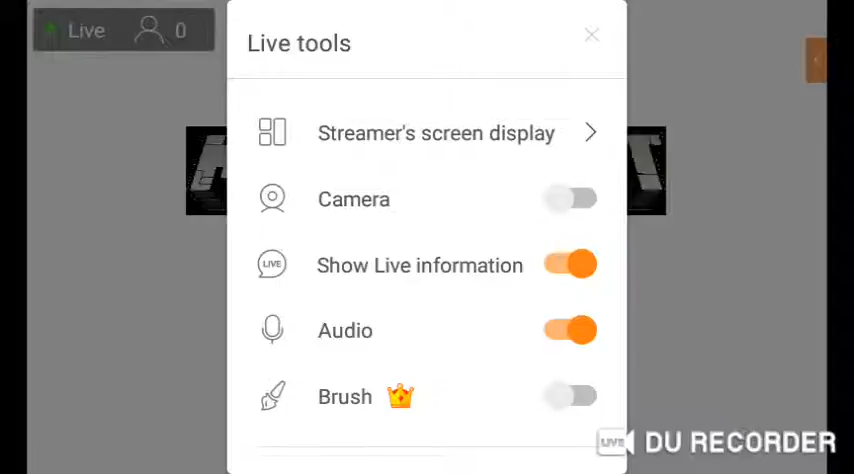 Live 0
Live tools
Streamer's screen display
Camera
LIVE Show Live information
Audio
Brush
LIVE DU RECORDER